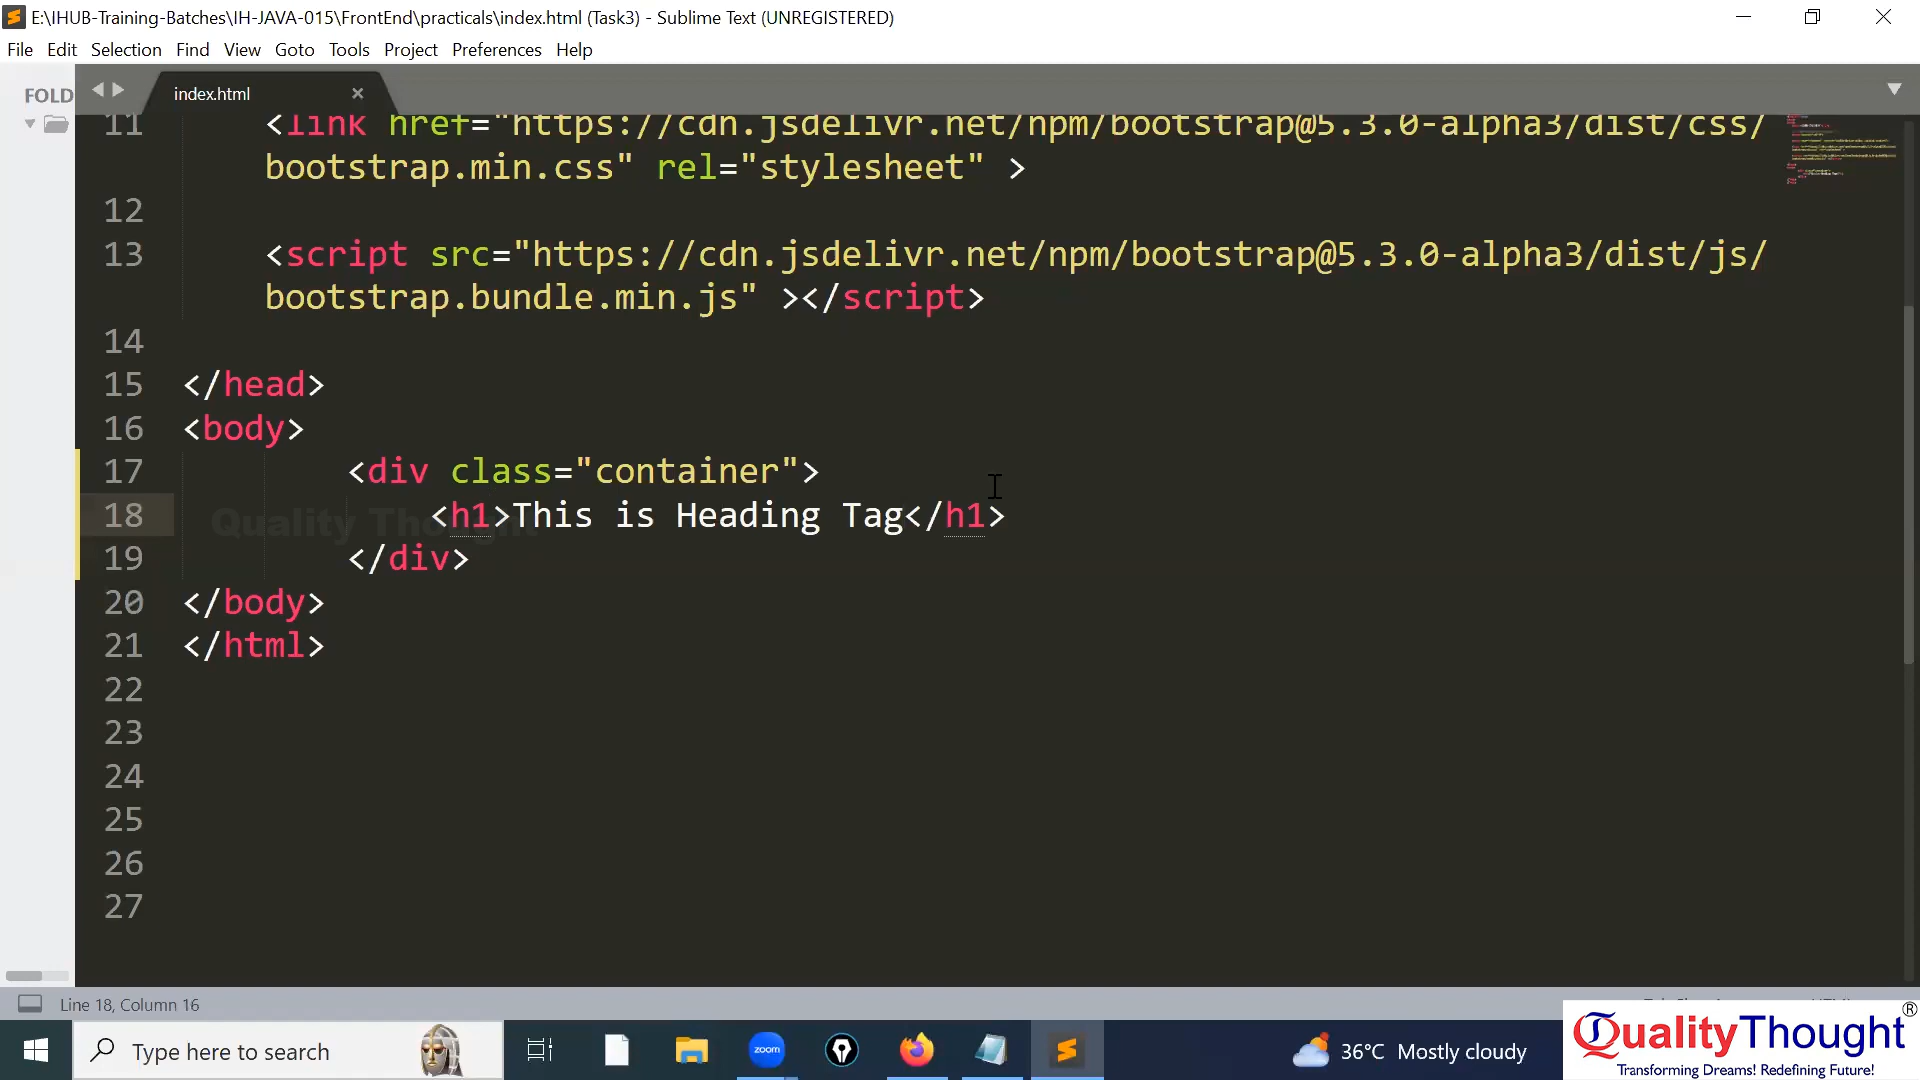 E:\IHUB-Training-Batches\IH-JAVA-015\FrontEnd\practicals\index.html (Task3) - Sublime Text (UNREGISTERED)
File Edit Selection Find View Goto Tools Project Preferences Help
FOLD
index.html
11 <link href="https://cdn.jsdelivr.net/npm/bootstrap@5.3.0-alpha3/dist/css/
bootstrap.min.css" rel="stylesheet" >
12
13 <script src="https://cdn.jsdelivr.net/npm/bootstrap@5.3.0-alpha3/dist/js/
bootstrap.bundle.min.js" ></script>
14
15 </head>
16 <body>
17 <div class="container">
18 <h1>This is Heading Tag</h1>
Quality Thought
19 </div>
20 </body>
21 </html>
22
23
24
25
26
27
Line 18, Column 16
Type here to search
zoom
36°C Mostly cloudy
QualityThought®
Transforming Dreams! Redefining Future!